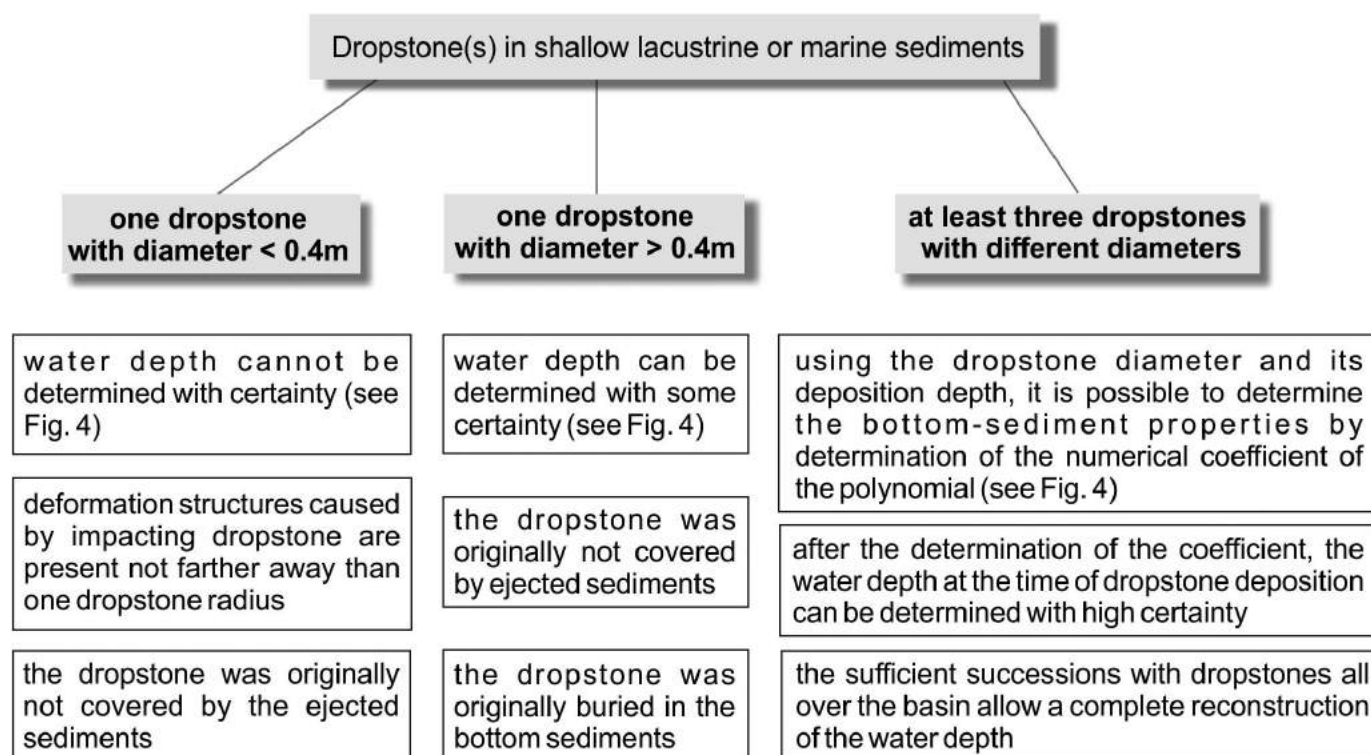 Dropstone(s) in shallow lacustrine or marine sediments
one dropstone
with diameter < 0.4m
one dropstone
with diameter > 0.4m
at least three dropstones
with different diameters
water depth cannot be
determined with certainty (see
Fig. 4)
deformation structures caused
by impacting dropstone are
present not farther away than
one dropstone radius
the dropstone was originally
not covered by the ejected
sediments
water depth can be
determined with some
certainty (see Fig. 4)
the dropstone was
originally not covered
by ejected sediments
the dropstone was
originally buried in the
bottom sediments
using the dropstone diameter and its
deposition depth, it is possible to determine
the bottom-sediment properties by
determination of the numerical coefficient of
the polynomial (see Fig. 4)
after the determination of the coefficient, the
water depth at the time of dropstone deposition
can be determined with high certainty
the sufficient successions with dropstones all
over the basin allow a complete reconstruction
of the water depth